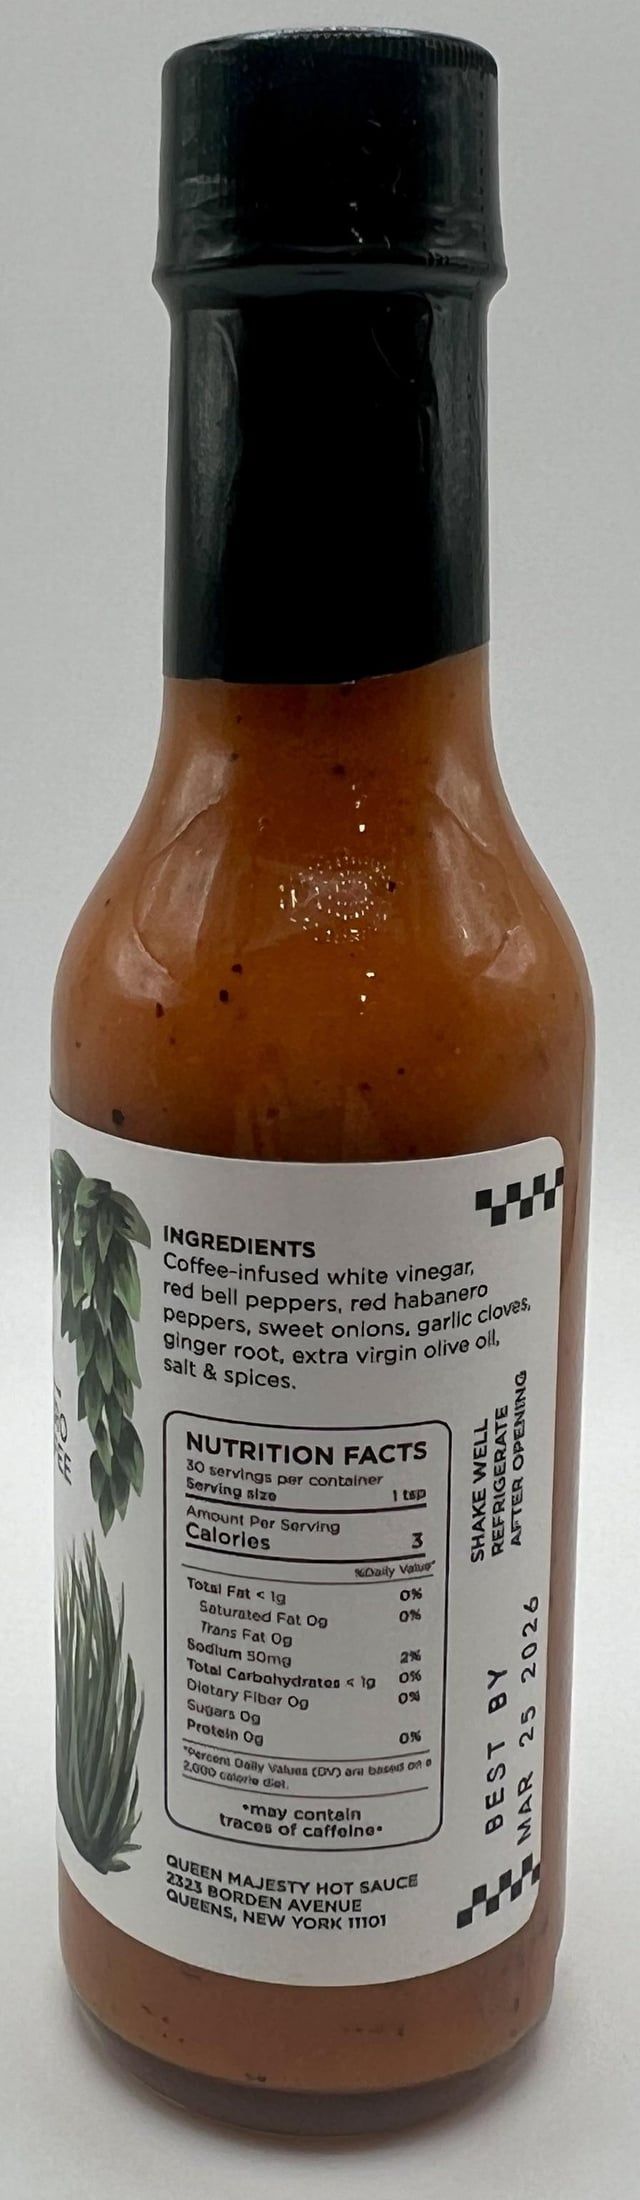 INGREDIENTS
Coffee-infused white vinegar,
red bell peppers, red habanero
peppers, sweet onions, garlic cloves,
ginger root, extra virgin olive oil,
salt & spices.
NUTRITION FACTS
30 servings per container
Serving size 1 tsp
Amount Per Serving
Calories 3
%Daily Value*
Total Fat < 1g 0%
Saturated Fat 0g 0%
Trans Fat 0g
Sodium 50mg 2%
Total Carbohydrates < 1g 0%
Dietary Fiber 0g 0%
Sugars 0g
Protein 0g 0%
*Percent Daily Values (DV) are based on a
2,000 calorie diet.
*may contain
traces of caffeine*
QUEEN MAJESTY HOT SAUCE
2323 BORDEN AVENUE
QUEENS, NEW YORK 11101
SHAKE WELL
REFRIGERATE
AFTER OPENING
BEST BY
MAR 25 2026